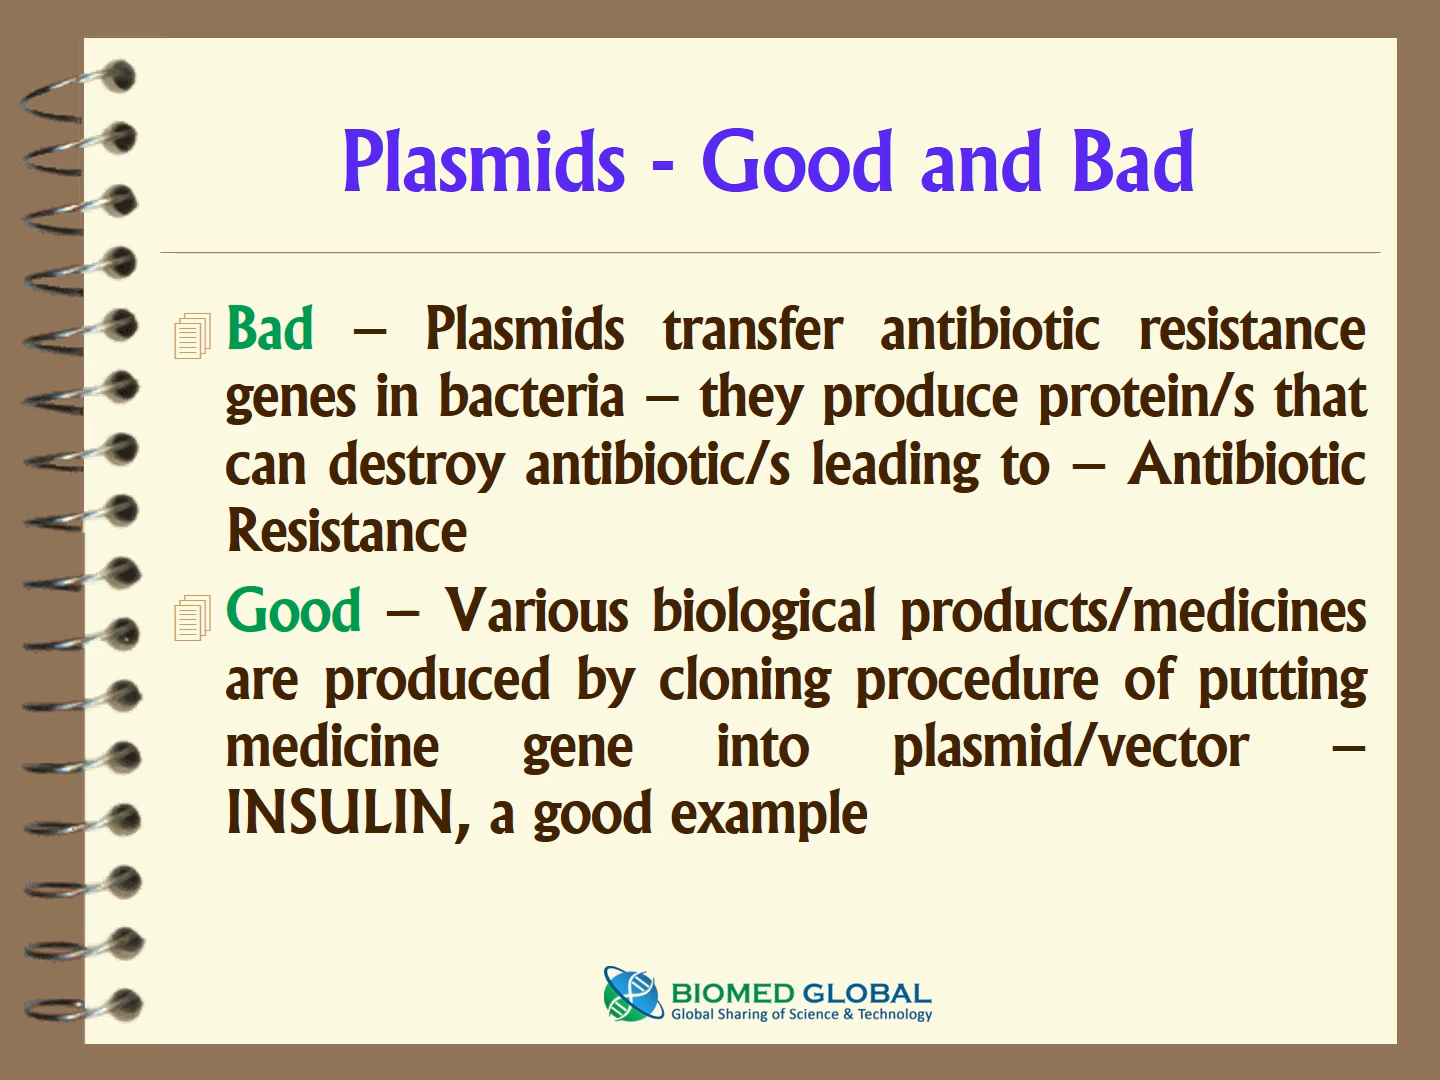 Plasmids - Good and Bad
Bad – Plasmids transfer antibiotic resistance
genes in bacteria – they produce protein/s that
can destroy antibiotic/s leading to – Antibiotic
Resistance
Good – Various biological products/medicines
are produced by cloning procedure of putting
medicine gene into plasmid/vector –
INSULIN, a good example
BIOMED GLOBAL
Global Sharing of Science & Technology